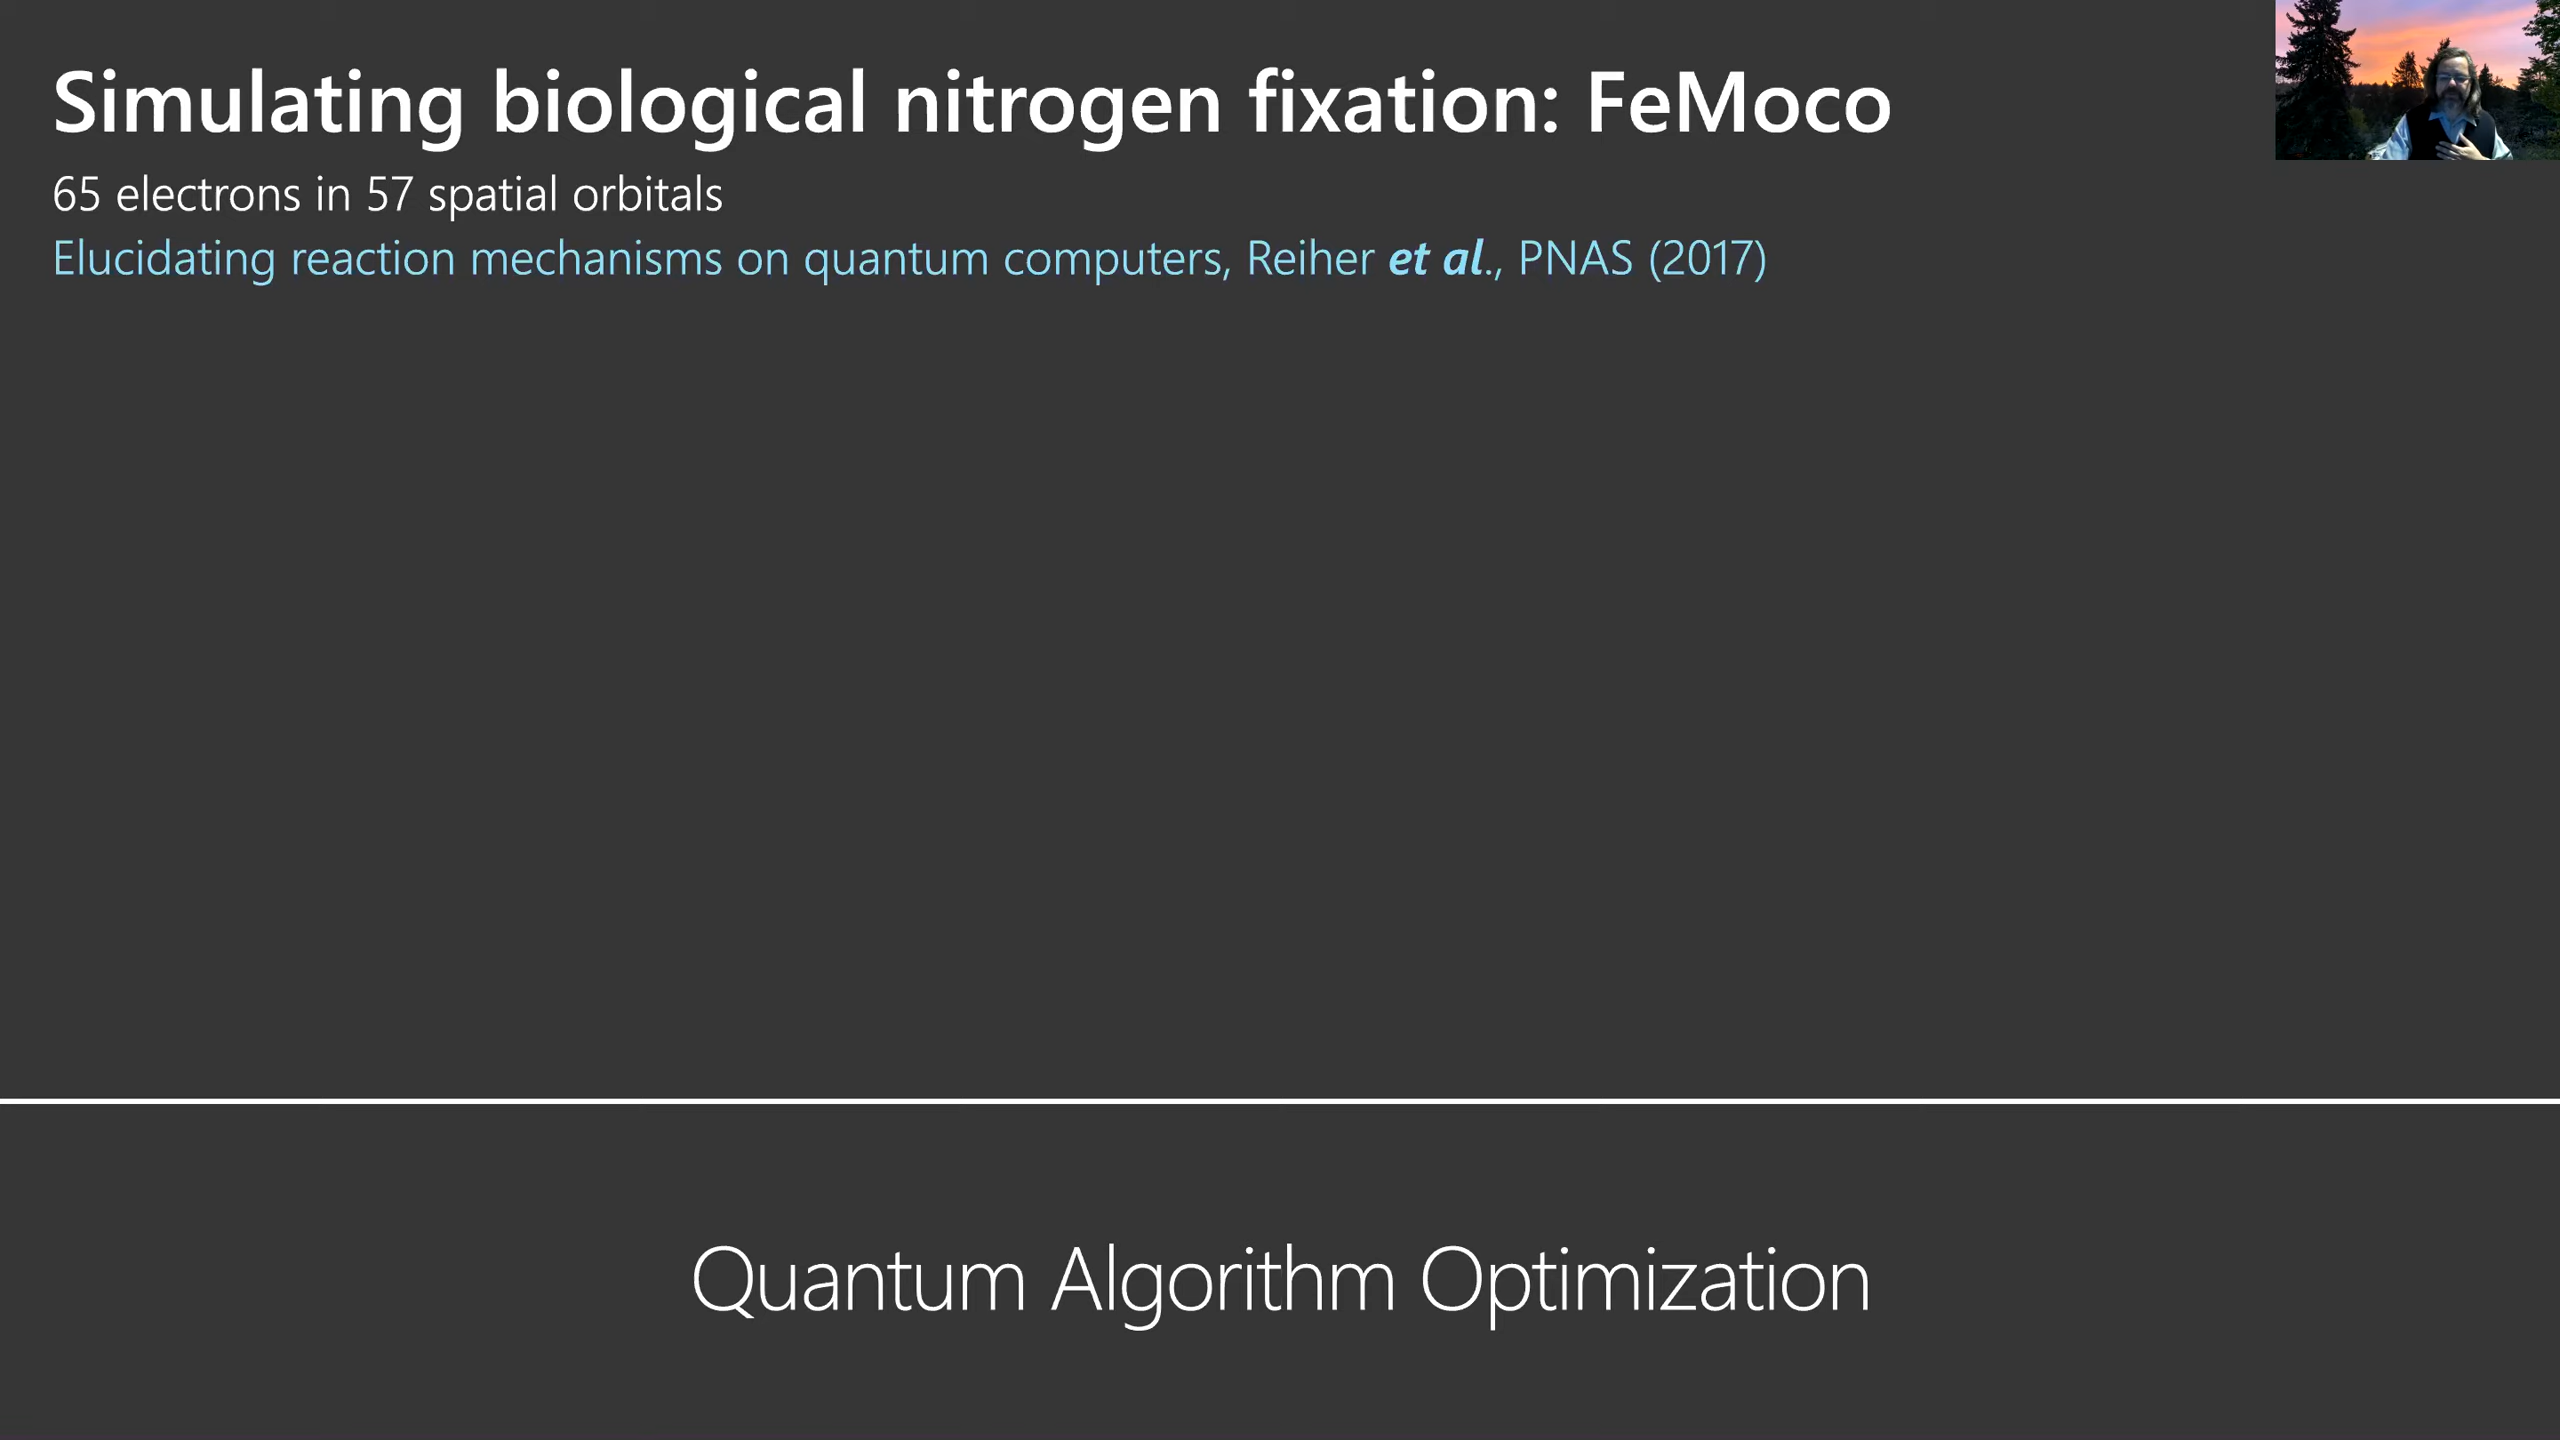 Simulating biological nitrogen fixation: FeMoco
65 electrons in 57 spatial orbitals
Elucidating reaction mechanisms on quantum computers, Reiher et al., PNAS (2017)
Quantum Algorithm Optimization